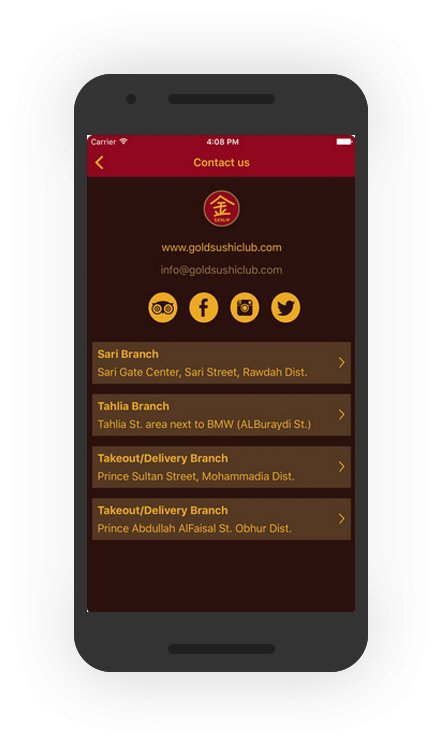 Carrier
4:08 PM
Contact us
金
www.goldsushiclub.com
info@goldsushiclub.com
Sari Branch
Sari Gate Center, Sari Street, Rawdah Dist.
Tahlia Branch
Tahlia St. area next to BMW (ALBuraydi St.)
Takeout/Delivery Branch
Prince Sultan Street, Mohammadia Dist.
Takeout/Delivery Branch
Prince Abdullah AlFaisal St. Obhur Dist.